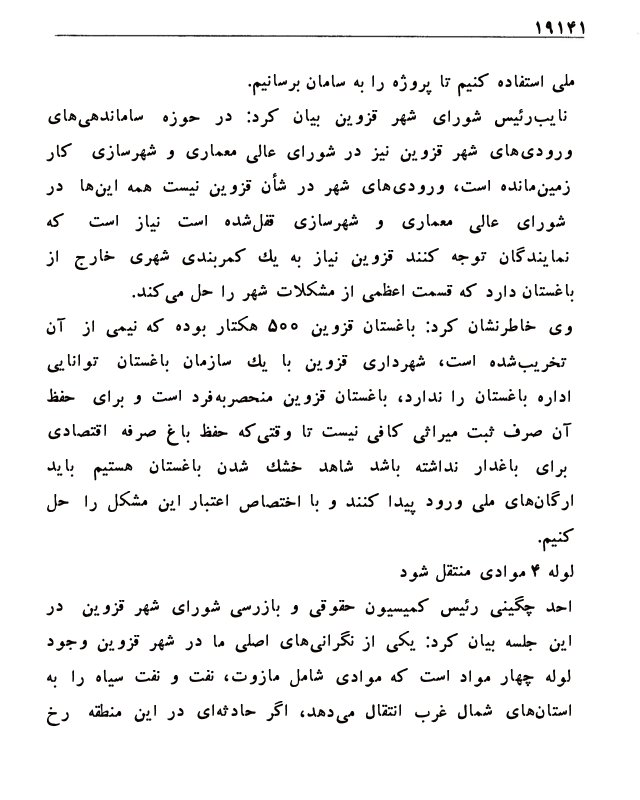 ۱۹۱۴۱
ملی استفاده کنیم تا پروژه را به سامان برسانیم.
نایب‌رئیس شورای شهر قزوین بیان کرد: در حوزه ساماندهی‌های
ورودی‌های شهر قزوین نیز در شورای عالی معماری و شهرسازی کار
زمین‌مانده است، ورودی‌های شهر در شأن قزوین نیست همه این‌ها در
شورای عالی معماری و شهرسازی قفل‌شده است نیاز است که
نمایندگان توجه کنند قزوین نیاز به یك کمربندی شهری خارج از
باغستان دارد که قسمت اعظمی از مشکلات شهر را حل می‌کند.
وی خاطرنشان کرد: باغستان قزوین ۵۰۰ هکتار بوده که نیمی از آن
تخریب‌شده است، شهرداری قزوین با یك سازمان باغستان توانایی
اداره باغستان را ندارد، باغستان قزوین منحصربه‌فرد است و برای حفظ
آن صرف ثبت میراثی کافی نیست تا وقتی‌که حفظ باغ صرفه اقتصادی
برای باغدار نداشته باشد شاهد خشك شدن باغستان هستیم باید
ارگان‌های ملی ورود پیدا کنند و با اختصاص اعتبار این مشکل را حل
کنیم.
لوله ۴ موادی منتقل شود
احد چگینی رئیس کمیسیون حقوقی و بازرسی شورای شهر قزوین در
این جلسه بیان کرد: یکی از نگرانی‌های اصلی ما در شهر قزوین وجود
لوله چهار مواد است که موادی شامل مازوت، نفت و نفت سیاه را به
استان‌های شمال غرب انتقال می‌دهد، اگر حادثه‌ای در این منطقه رخ